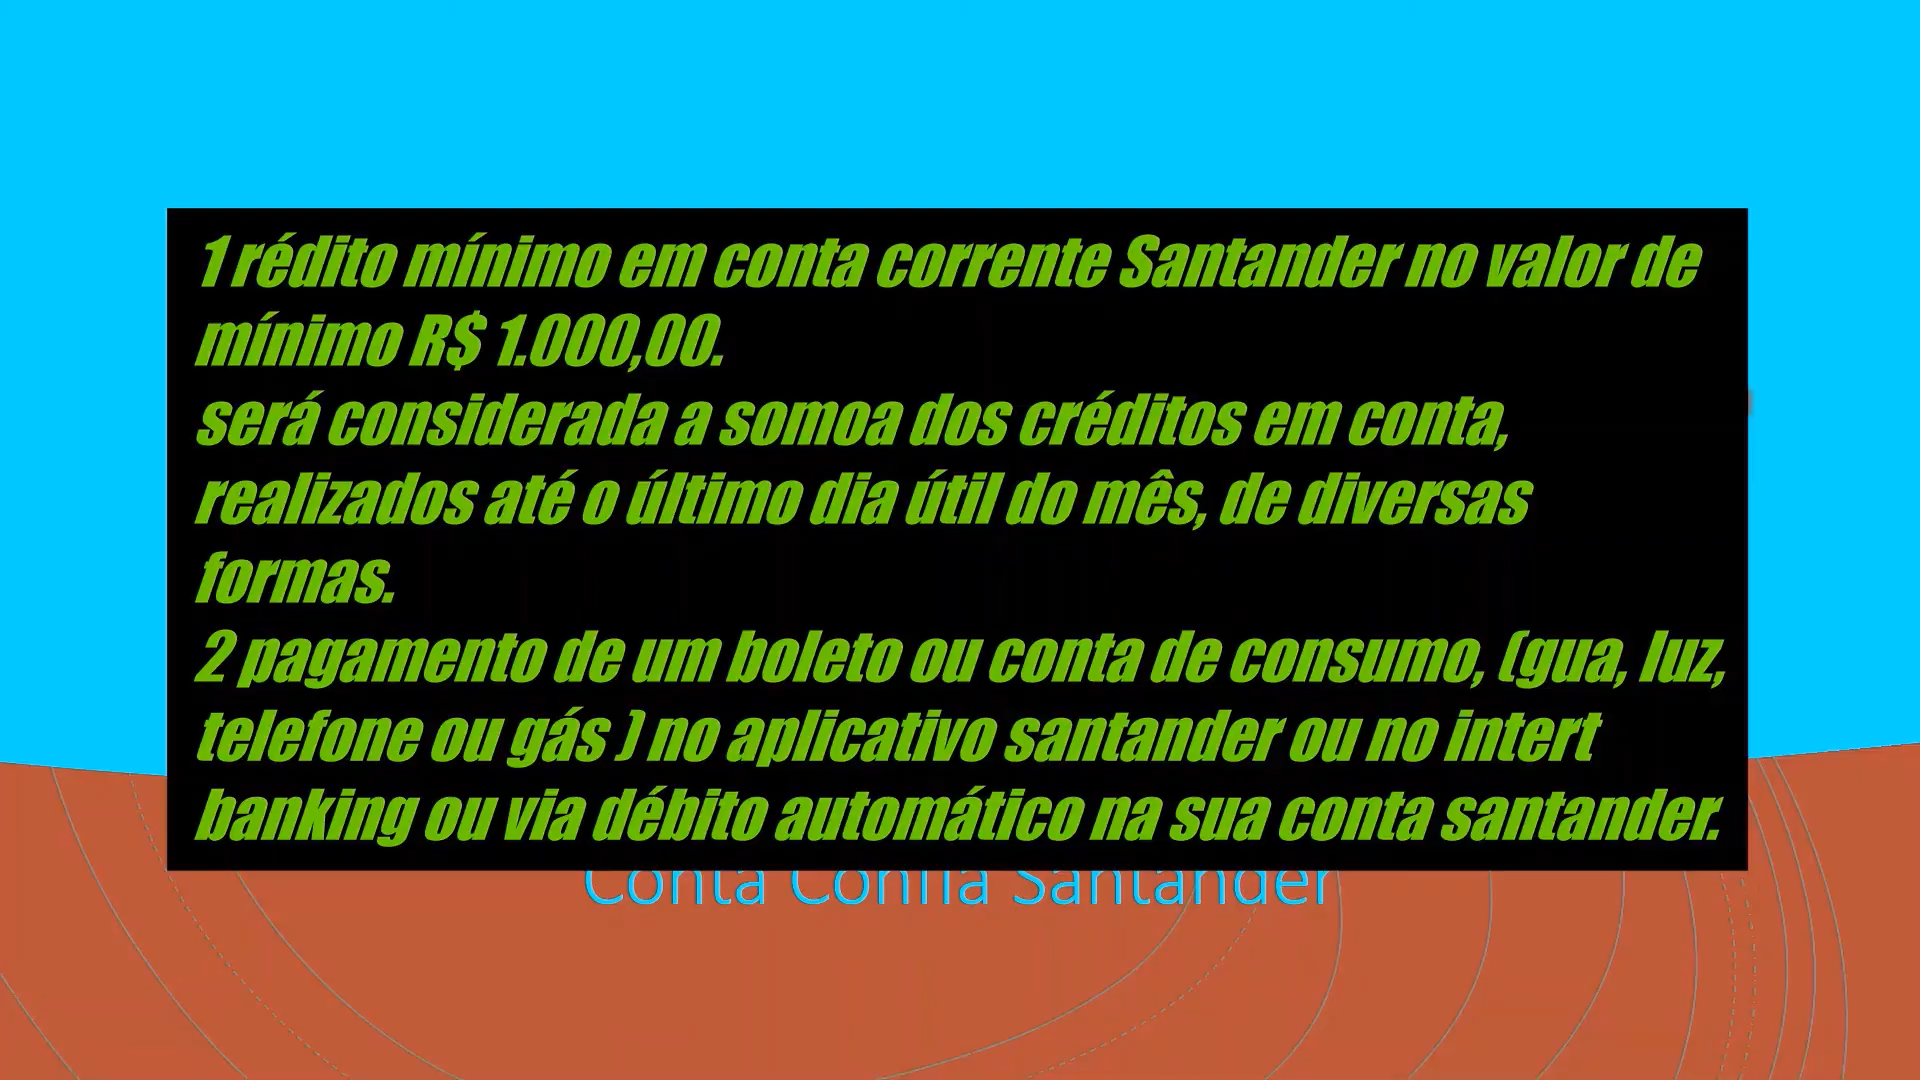 1 rédito mínimo em conta corrente Santander no valor de
mínimo R$ 1.000,00.
será considerada a somoa dos créditos em conta,
realizados até o último dia útil do mês, de diversas
formas.
2 pagamento de um boleto ou conta de consumo, (gua, luz,
telefone ou gás ) no aplicativo santander ou no intert
banking ou via débito automático na sua conta santander.
Conta Conffa Santander